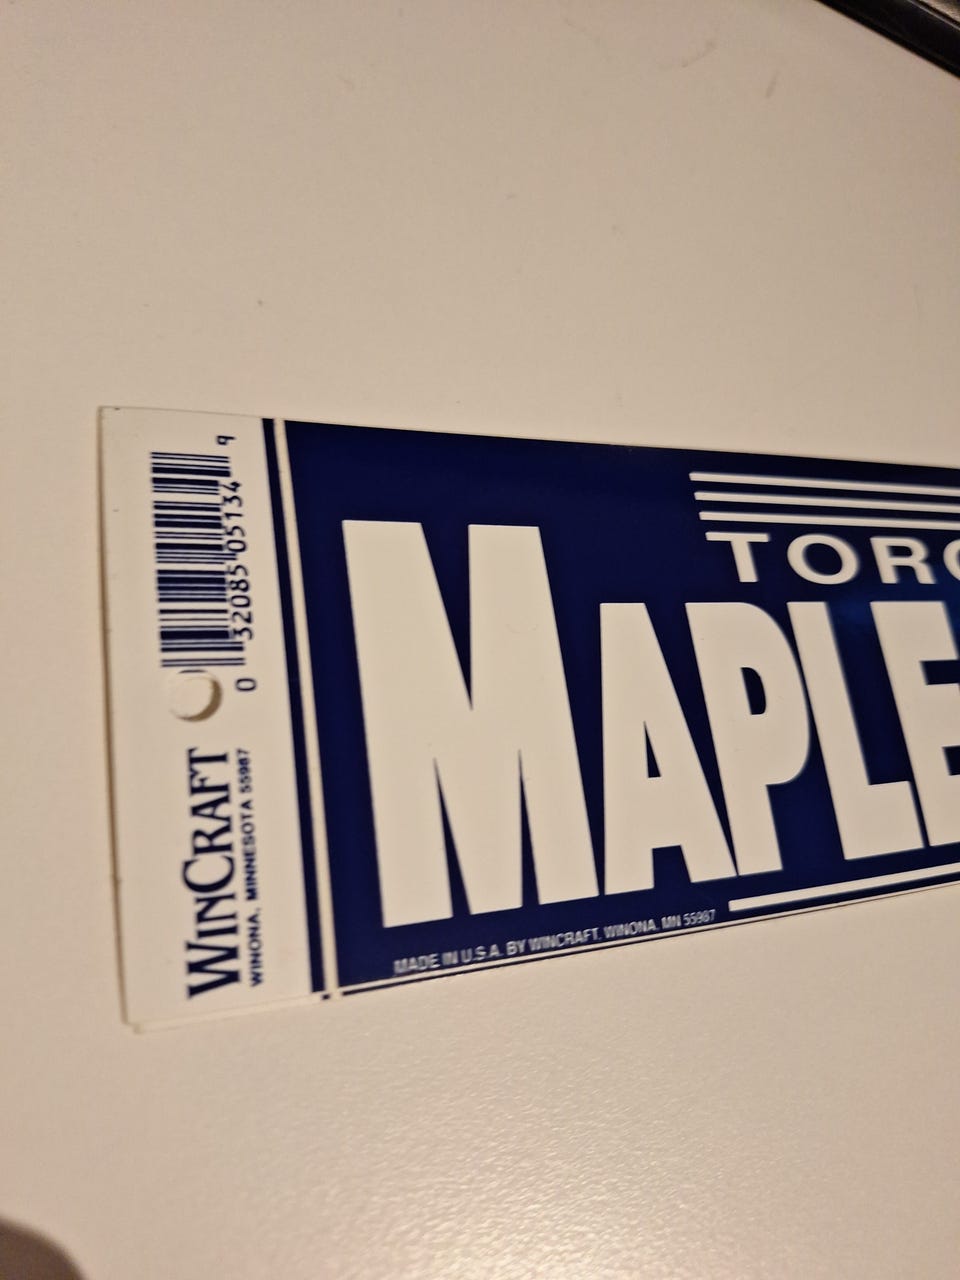 WINCRAFT
WINONA, MINNESOTA 55987
0 32085 05134 9
TORO
MAPLE
MADE IN U.S.A. BY WINCRAFT. WINONA. MN 55987